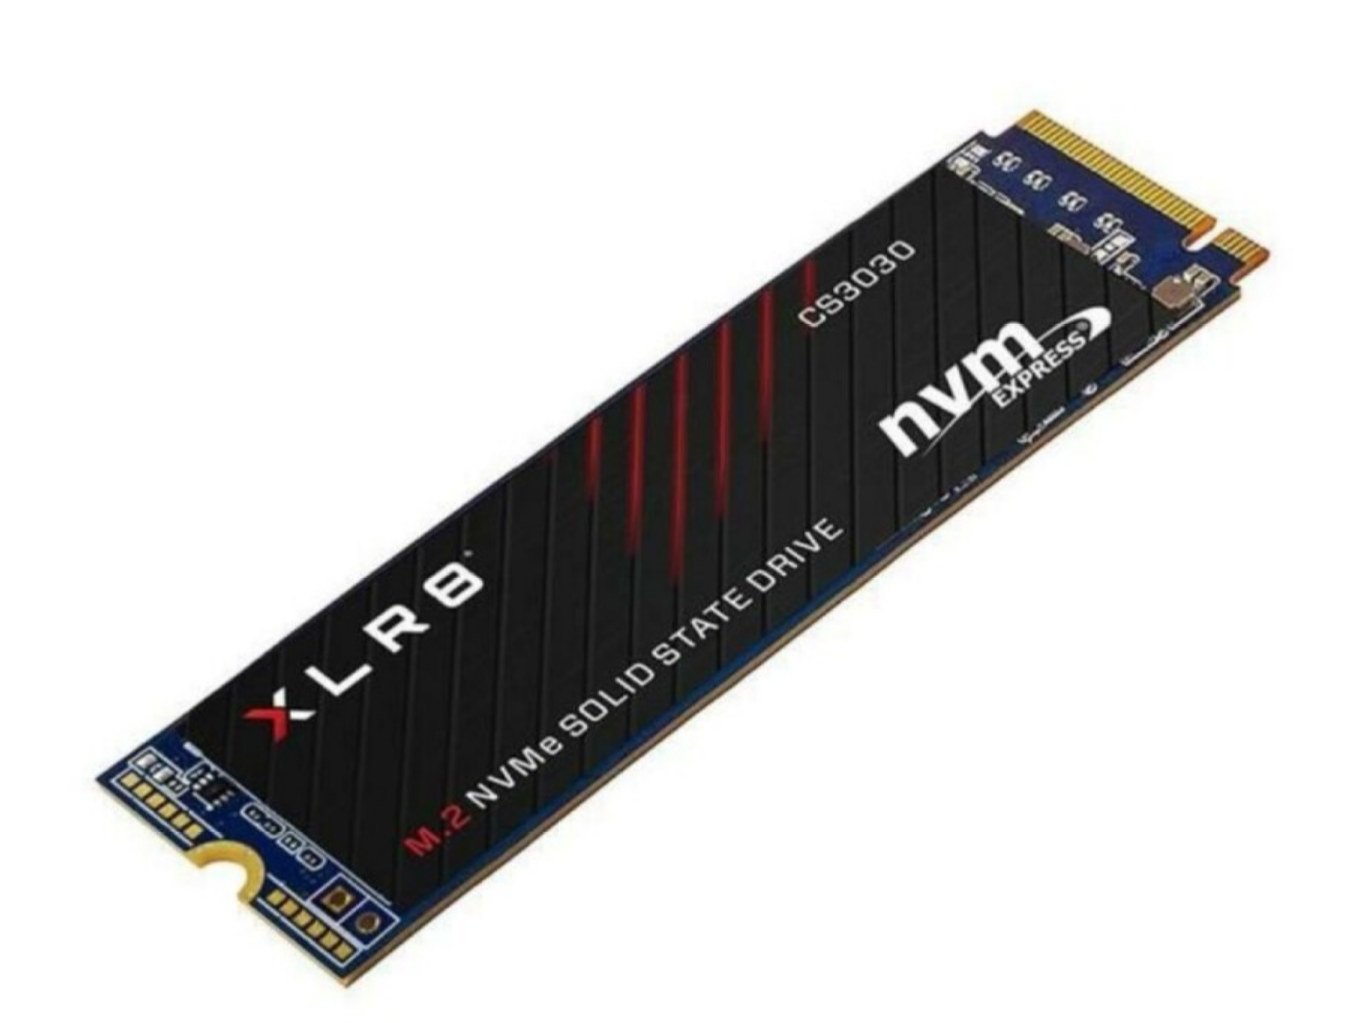 XLR8
M.2 NVMe SOLID STATE DRIVE
CS3030
nvm
EXPRESS®